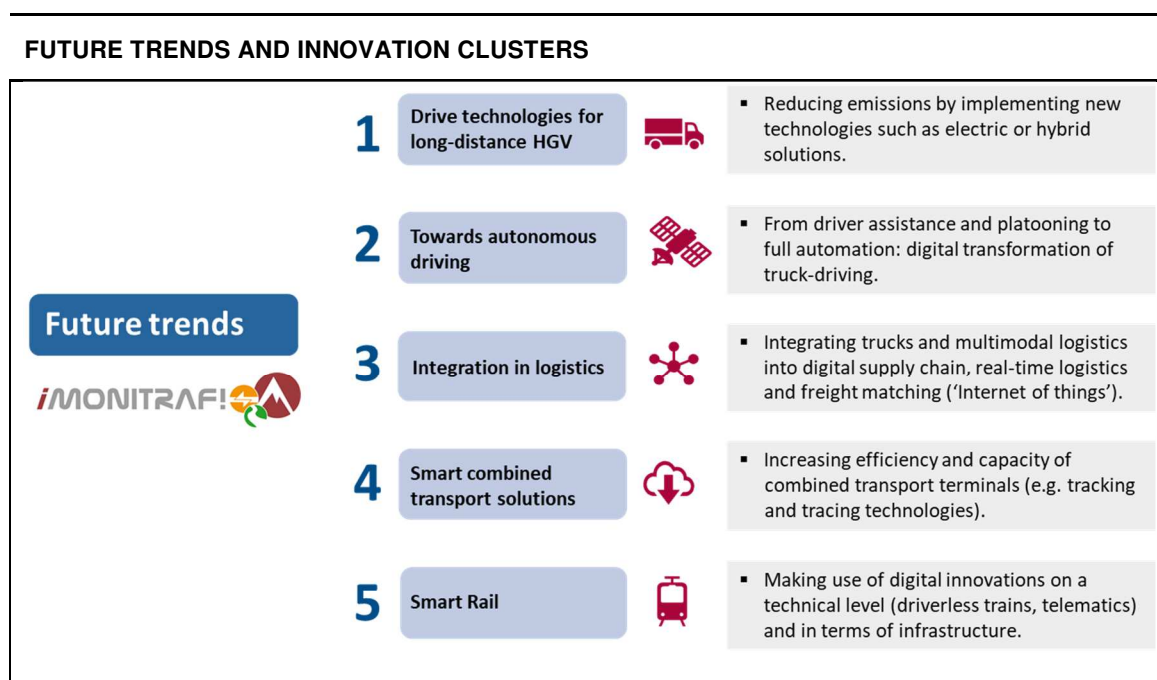 FUTURE TRENDS AND INNOVATION CLUSTERS
Future trends
iMONITRAF!
1
Drive technologies for
long-distance HGV
▪ Reducing emissions by implementing new
technologies such as electric or hybrid
solutions.
2
Towards autonomous
driving
▪ From driver assistance and platooning to
full automation: digital transformation of
truck-driving.
3
Integration in logistics
▪ Integrating trucks and multimodal logistics
into digital supply chain, real-time logistics
and freight matching (‘Internet of things’).
4
Smart combined
transport solutions
▪ Increasing efficiency and capacity of
combined transport terminals (e.g. tracking
and tracing technologies).
5
Smart Rail
▪ Making use of digital innovations on a
technical level (driverless trains, telematics)
and in terms of infrastructure.